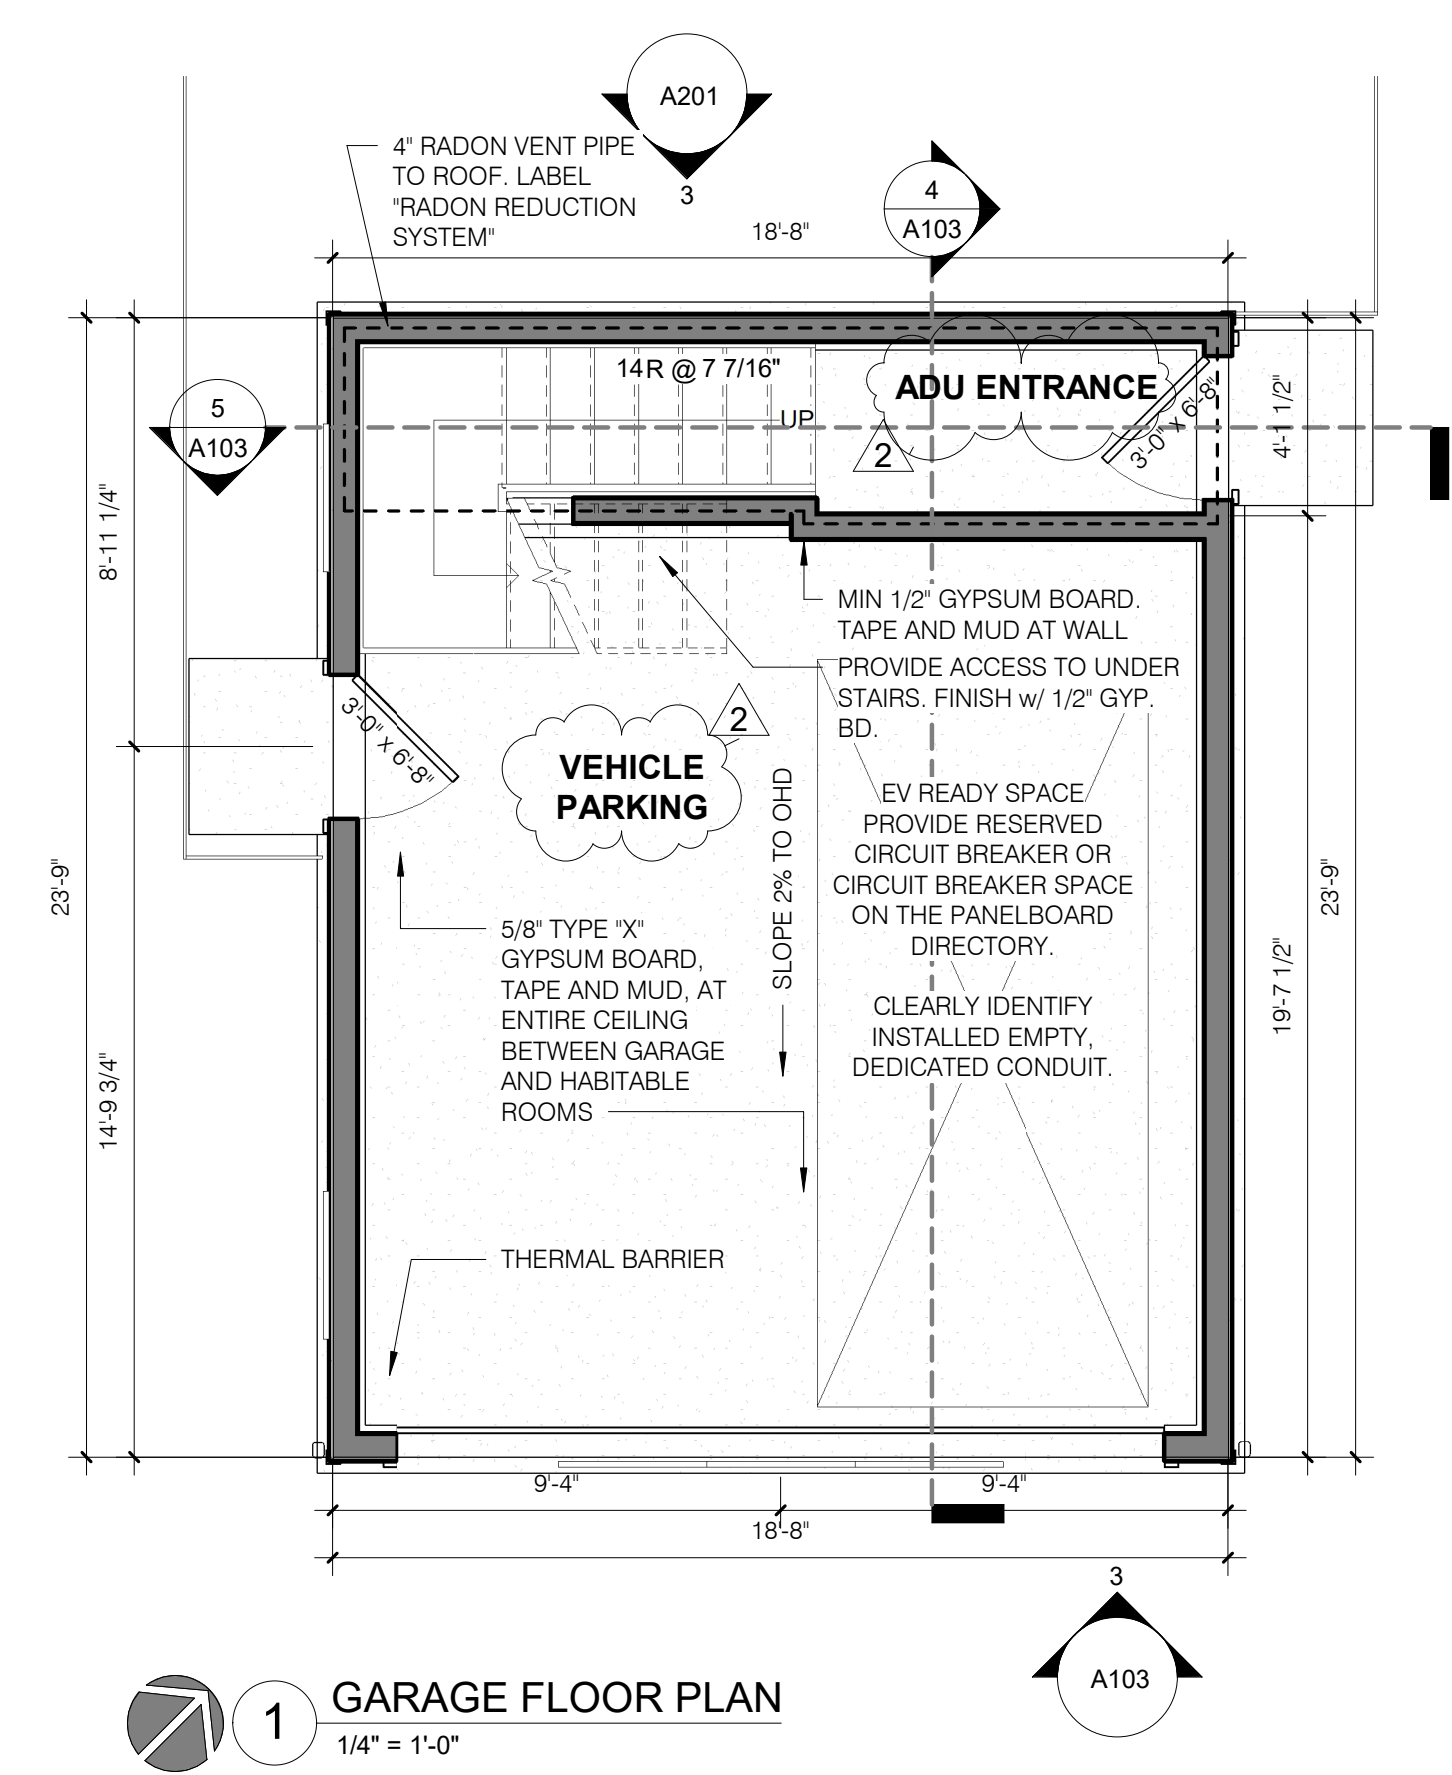 A201
3
4" RADON VENT PIPE
TO ROOF. LABEL
"RADON REDUCTION
SYSTEM"
4
A103
18'-8"
14R @ 7 7/16"
ADU ENTRANCE
3'-0" x 6'-8"
4'-1 1/2"
5
A103
UP
2
8'-11 1/4"
MIN 1/2" GYPSUM BOARD.
TAPE AND MUD AT WALL
PROVIDE ACCESS TO UNDER
STAIRS. FINISH w/ 1/2" GYP.
BD.
3'-0" x 6'-8"
2
VEHICLE
PARKING
SLOPE 2% TO OHD
EV READY SPACE
PROVIDE RESERVED
CIRCUIT BREAKER OR
CIRCUIT BREAKER SPACE
ON THE PANELBOARD
DIRECTORY.
CLEARLY IDENTIFY
INSTALLED EMPTY,
DEDICATED CONDUIT.
23'-9"
23'-9"
19'-7 1/2"
14'-9 3/4"
5/8" TYPE "X"
GYPSUM BOARD,
TAPE AND MUD, AT
ENTIRE CEILING
BETWEEN GARAGE
AND HABITABLE
ROOMS
THERMAL BARRIER
9'-4"
9'-4"
18'-8"
3
A103
1
GARAGE FLOOR PLAN
1/4" = 1'-0"